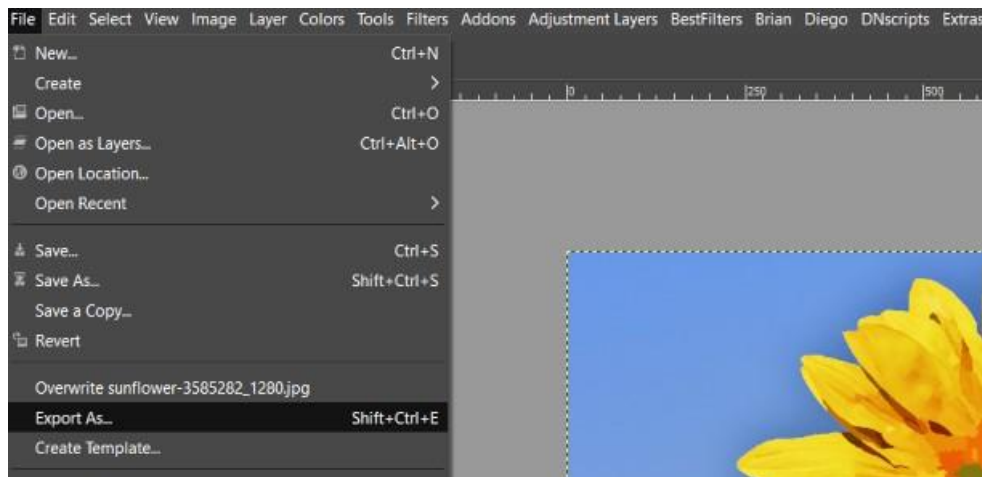 File Edit Select View Image Layer Colors Tools Filters Addons Adjustment Layers BestFilters Brian Diego DNscripts Extras
New... Ctrl+N
Create >
Open... Ctrl+O
Open as Layers... Ctrl+Alt+O
Open Location...
Open Recent >
Save... Ctrl+S
Save As... Shift+Ctrl+S
Save a Copy...
Revert
Overwrite sunflower-3585282_1280.jpg
Export As... Shift+Ctrl+E
Create Template...
0 250 500